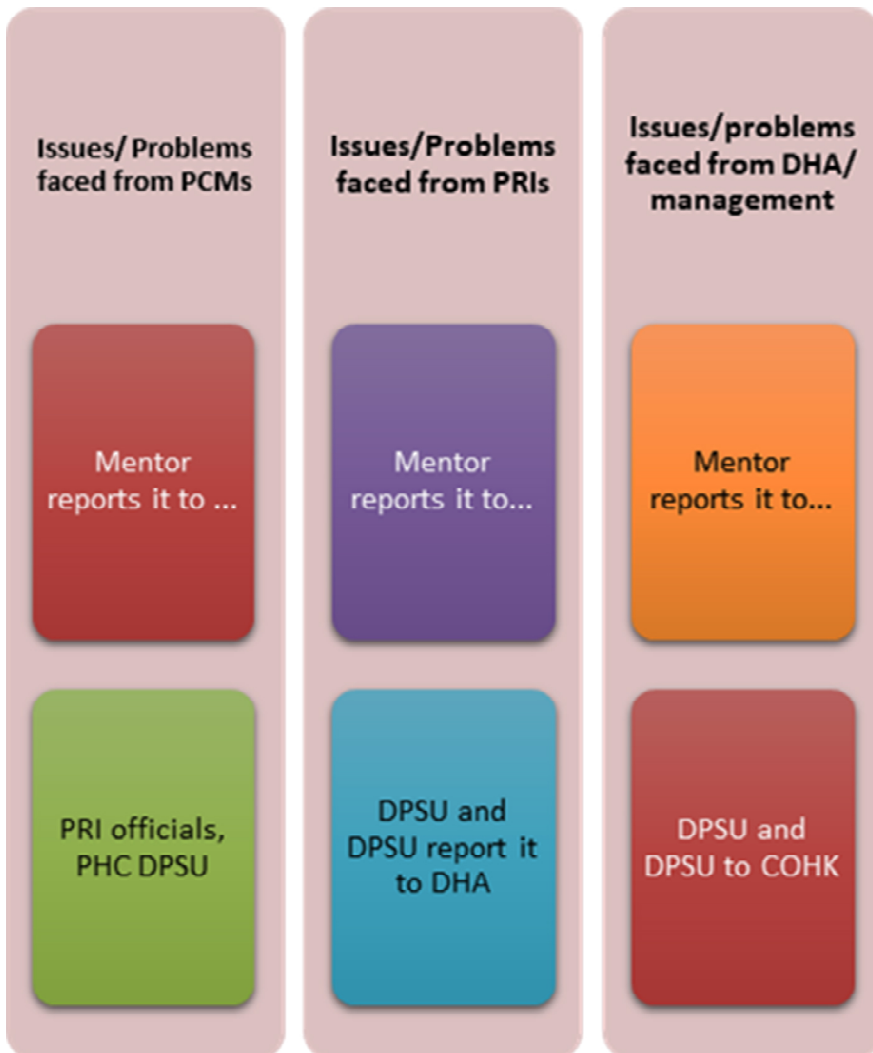 Issues/ Problems
faced from PCMs
Mentor
reports it to ...
PRI officials,
PHC DPSU
Issues/Problems
faced from PRIs
Mentor
reports it to...
DPSU and
DPSU report it
to DHA
Issues/problems
faced from DHA/
management
Mentor
reports it to...
DPSU and
DPSU to COHK